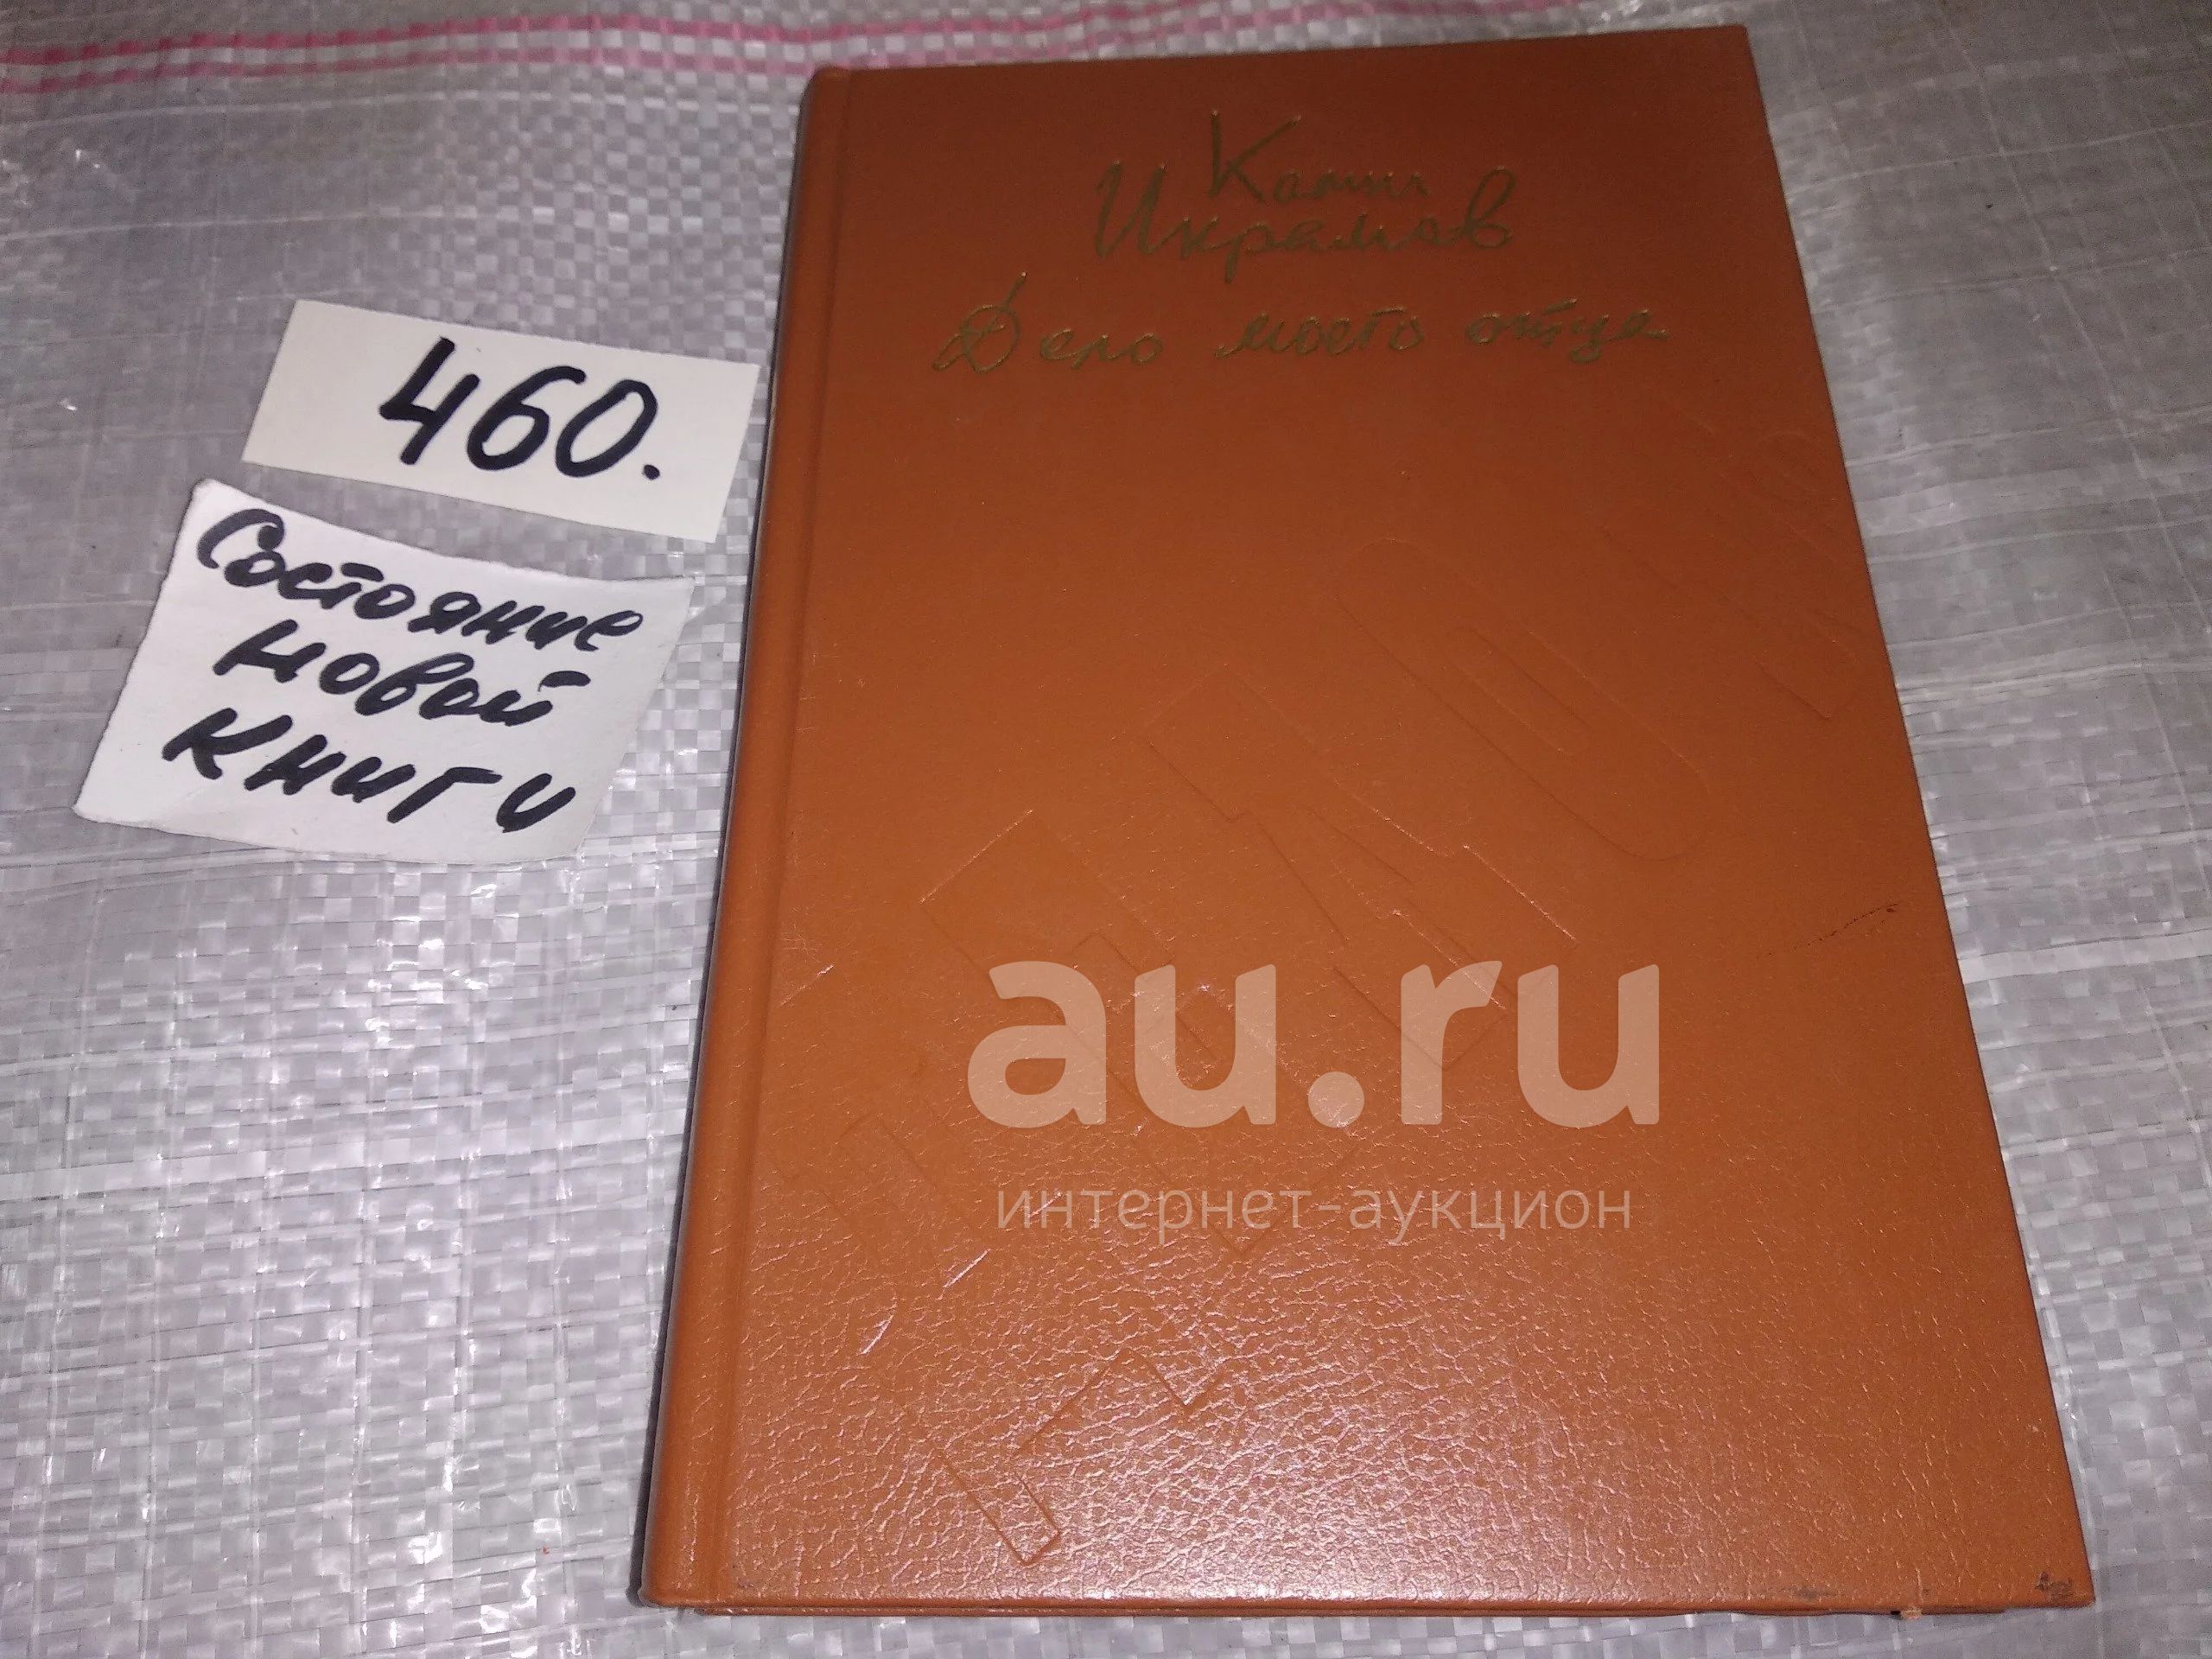 Камил
Икрамов
Дело моего отца
460.
Состояние
новой
книги
au.ru
интернет-аукцион